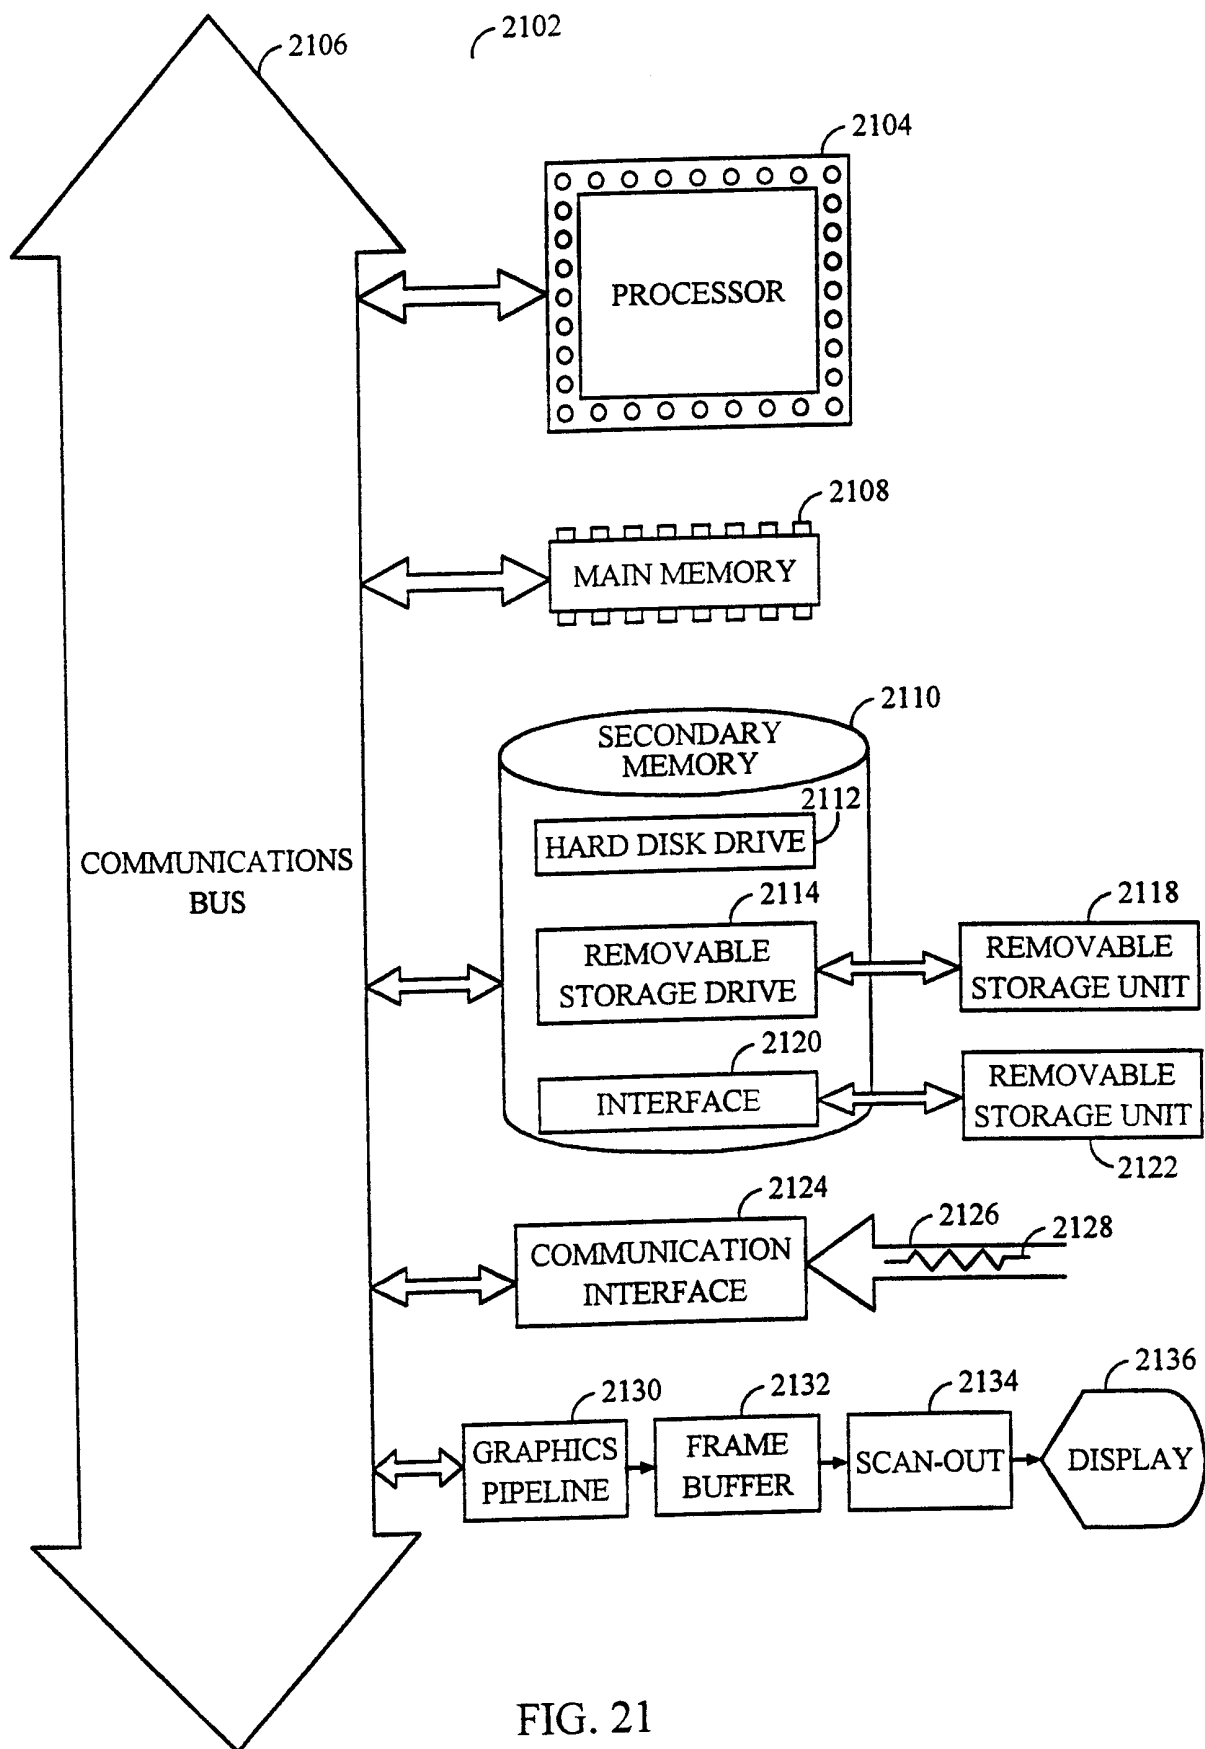 2106
2102
2104
PROCESSOR
2108
MAIN MEMORY
2110
SECONDARY
MEMORY
2112
HARD DISK DRIVE
COMMUNICATIONS
BUS
2114
REMOVABLE
STORAGE DRIVE
2118
REMOVABLE
STORAGE UNIT
2120
INTERFACE
REMOVABLE
STORAGE UNIT
2122
2124
COMMUNICATION
INTERFACE
2126
2128
2130
GRAPHICS
PIPELINE
2132
FRAME
BUFFER
2134
SCAN-OUT
2136
DISPLAY
FIG. 21